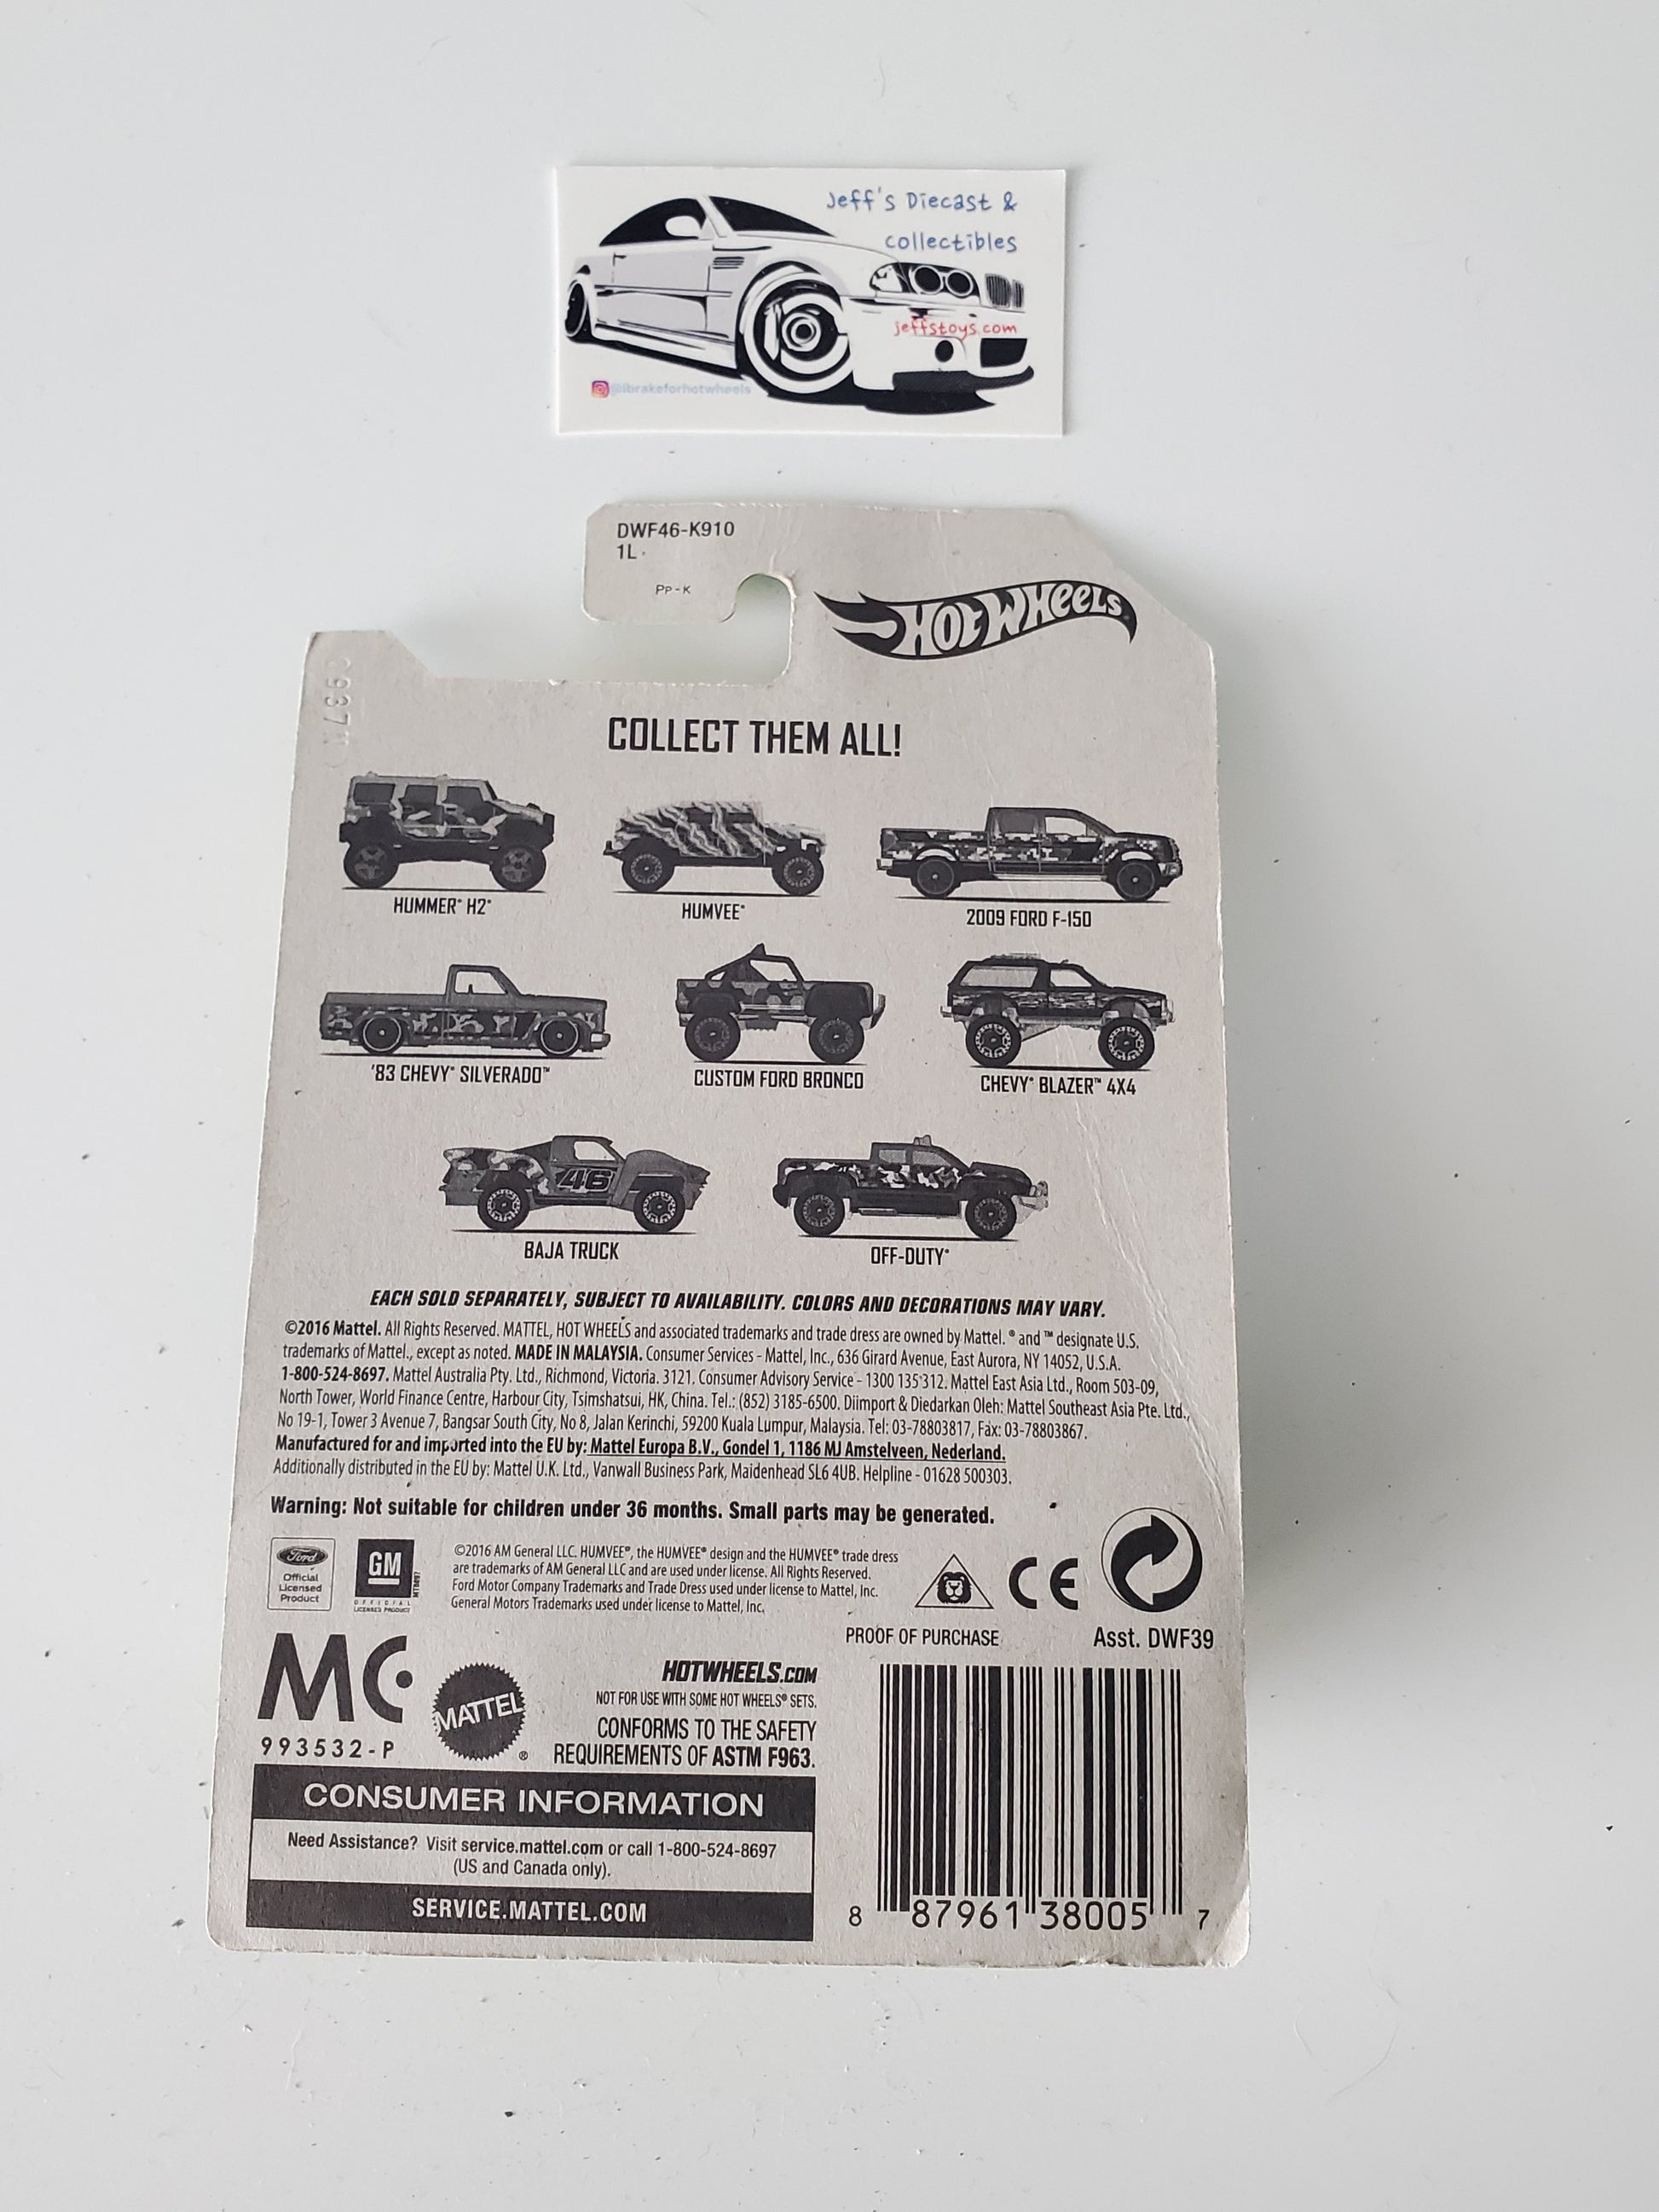 Jeff's Diecast &
collectibles
jeffstoys.com
@ibrakeforhotwheels
DWF46-K910
1L
PP-K
HOT WHEELS
COLLECT THEM ALL!
HUMMER® H2®
HUMVEE®
2009 FORD F-150
'83 CHEVY® SILVERADO™
CUSTOM FORD BRONCO
CHEVY® BLAZER™ 4X4
46
BAJA TRUCK
OFF-DUTY®
EACH SOLD SEPARATELY, SUBJECT TO AVAILABILITY. COLORS AND DECORATIONS MAY VARY.
©2016 Mattel. All Rights Reserved. MATTEL, HOT WHEELS and associated trademarks and trade dress are owned by Mattel. ® and ™ designate U.S.
trademarks of Mattel., except as noted. MADE IN MALAYSIA. Consumer Services - Mattel, Inc., 636 Girard Avenue, East Aurora, NY 14052, U.S.A.
1-800-524-8697. Mattel Australia Pty. Ltd., Richmond, Victoria. 3121. Consumer Advisory Service - 1300 135 312. Mattel East Asia Ltd., Room 503-09,
North Tower, World Finance Centre, Harbour City, Tsimshatsui, HK, China. Tel.: (852) 3185-6500. Diimport & Diedarkan Oleh: Mattel Southeast Asia Pte. Ltd.,
No 19-1, Tower 3 Avenue 7, Bangsar South City, No 8, Jalan Kerinchi, 59200 Kuala Lumpur, Malaysia. Tel: 03-78803817, Fax: 03-78803867.
Manufactured for and imported into the EU by: Mattel Europa B.V., Gondel 1, 1186 MJ Amstelveen, Nederland.
Additionally distributed in the EU by: Mattel U.K. Ltd., Vanwall Business Park, Maidenhead SL6 4UB. Helpline - 01628 500303.
Warning: Not suitable for children under 36 months. Small parts may be generated.
Ford
Official
Licensed
Product
GM
OFFICIAL
LICENSED PRODUCT
©2016 AM General LLC. HUMVEE®, the HUMVEE® design and the HUMVEE® trade dress
are trademarks of AM General LLC and are used under license. All Rights Reserved.
Ford Motor Company Trademarks and Trade Dress used under license to Mattel, Inc.
General Motors Trademarks used under license to Mattel, Inc.
CE
PROOF OF PURCHASE
Asst. DWF39
MC
993532-P
MATTEL®
HOTWHEELS.COM
NOT FOR USE WITH SOME HOT WHEELS® SETS.
CONFORMS TO THE SAFETY
REQUIREMENTS OF ASTM F963.
CONSUMER INFORMATION
Need Assistance? Visit service.mattel.com or call 1-800-524-8697
(US and Canada only).
SERVICE.MATTEL.COM
8 87961 38005 7